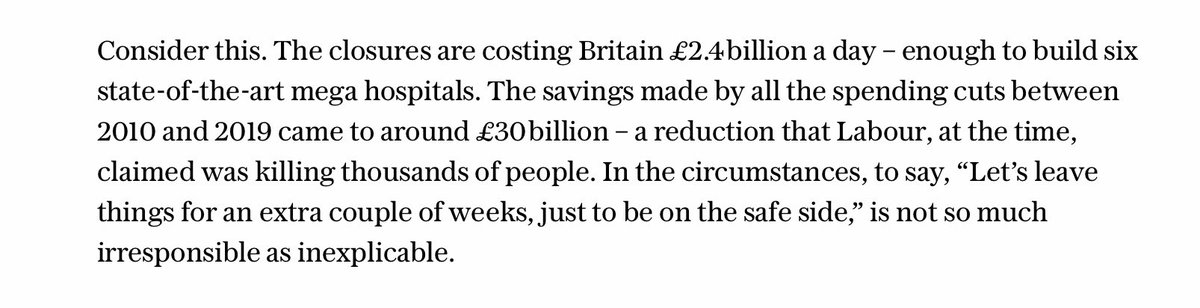 Consider this. The closures are costing Britain £2.4billion a day – enough to build six
state-of-the-art mega hospitals. The savings made by all the spending cuts between
2010 and 2019 came to around £30billion – a reduction that Labour, at the time,
claimed was killing thousands of people. In the circumstances, to say, “Let’s leave
things for an extra couple of weeks, just to be on the safe side,” is not so much
irresponsible as inexplicable.